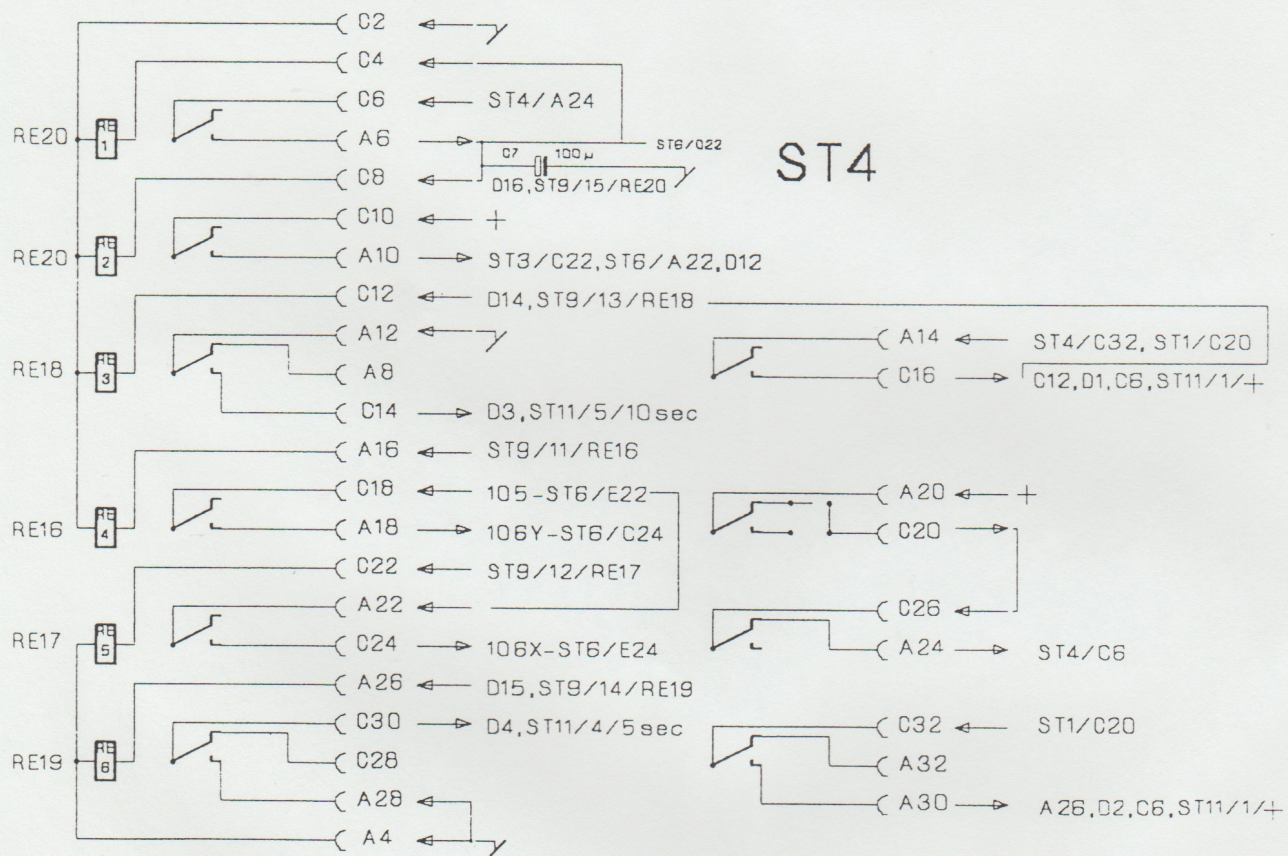 C2
C4
C6 ST4/A24
RE20 RE 1 A6 ST6/C22
C7 100µ
ST4
C8 D16,ST9/15/RE20
C10 +
RE20 RE 2 A10 ST3/C22,ST6/A22,D12
C12 D14,ST9/13/RE18
A12 A14 ST4/C32,ST1/C20
RE18 RE 3 A8 C16 C12,D1,C6,ST11/1/+
C14 D3,ST11/5/10sec
A16 ST9/11/RE16
C18 105-ST6/E22 A20 +
RE16 RE 4 A18 106Y-ST6/C24 C20
C22 ST9/12/RE17
A22 C26
RE17 RE 5 C24 106X-ST6/E24 A24 ST4/C6
A26 D15,ST9/14/RE19
C30 D4,ST11/4/5sec C32 ST1/C20
RE19 RE 6 C28 A32
A28 A30 A26,D2,C6,ST11/1/+
A4